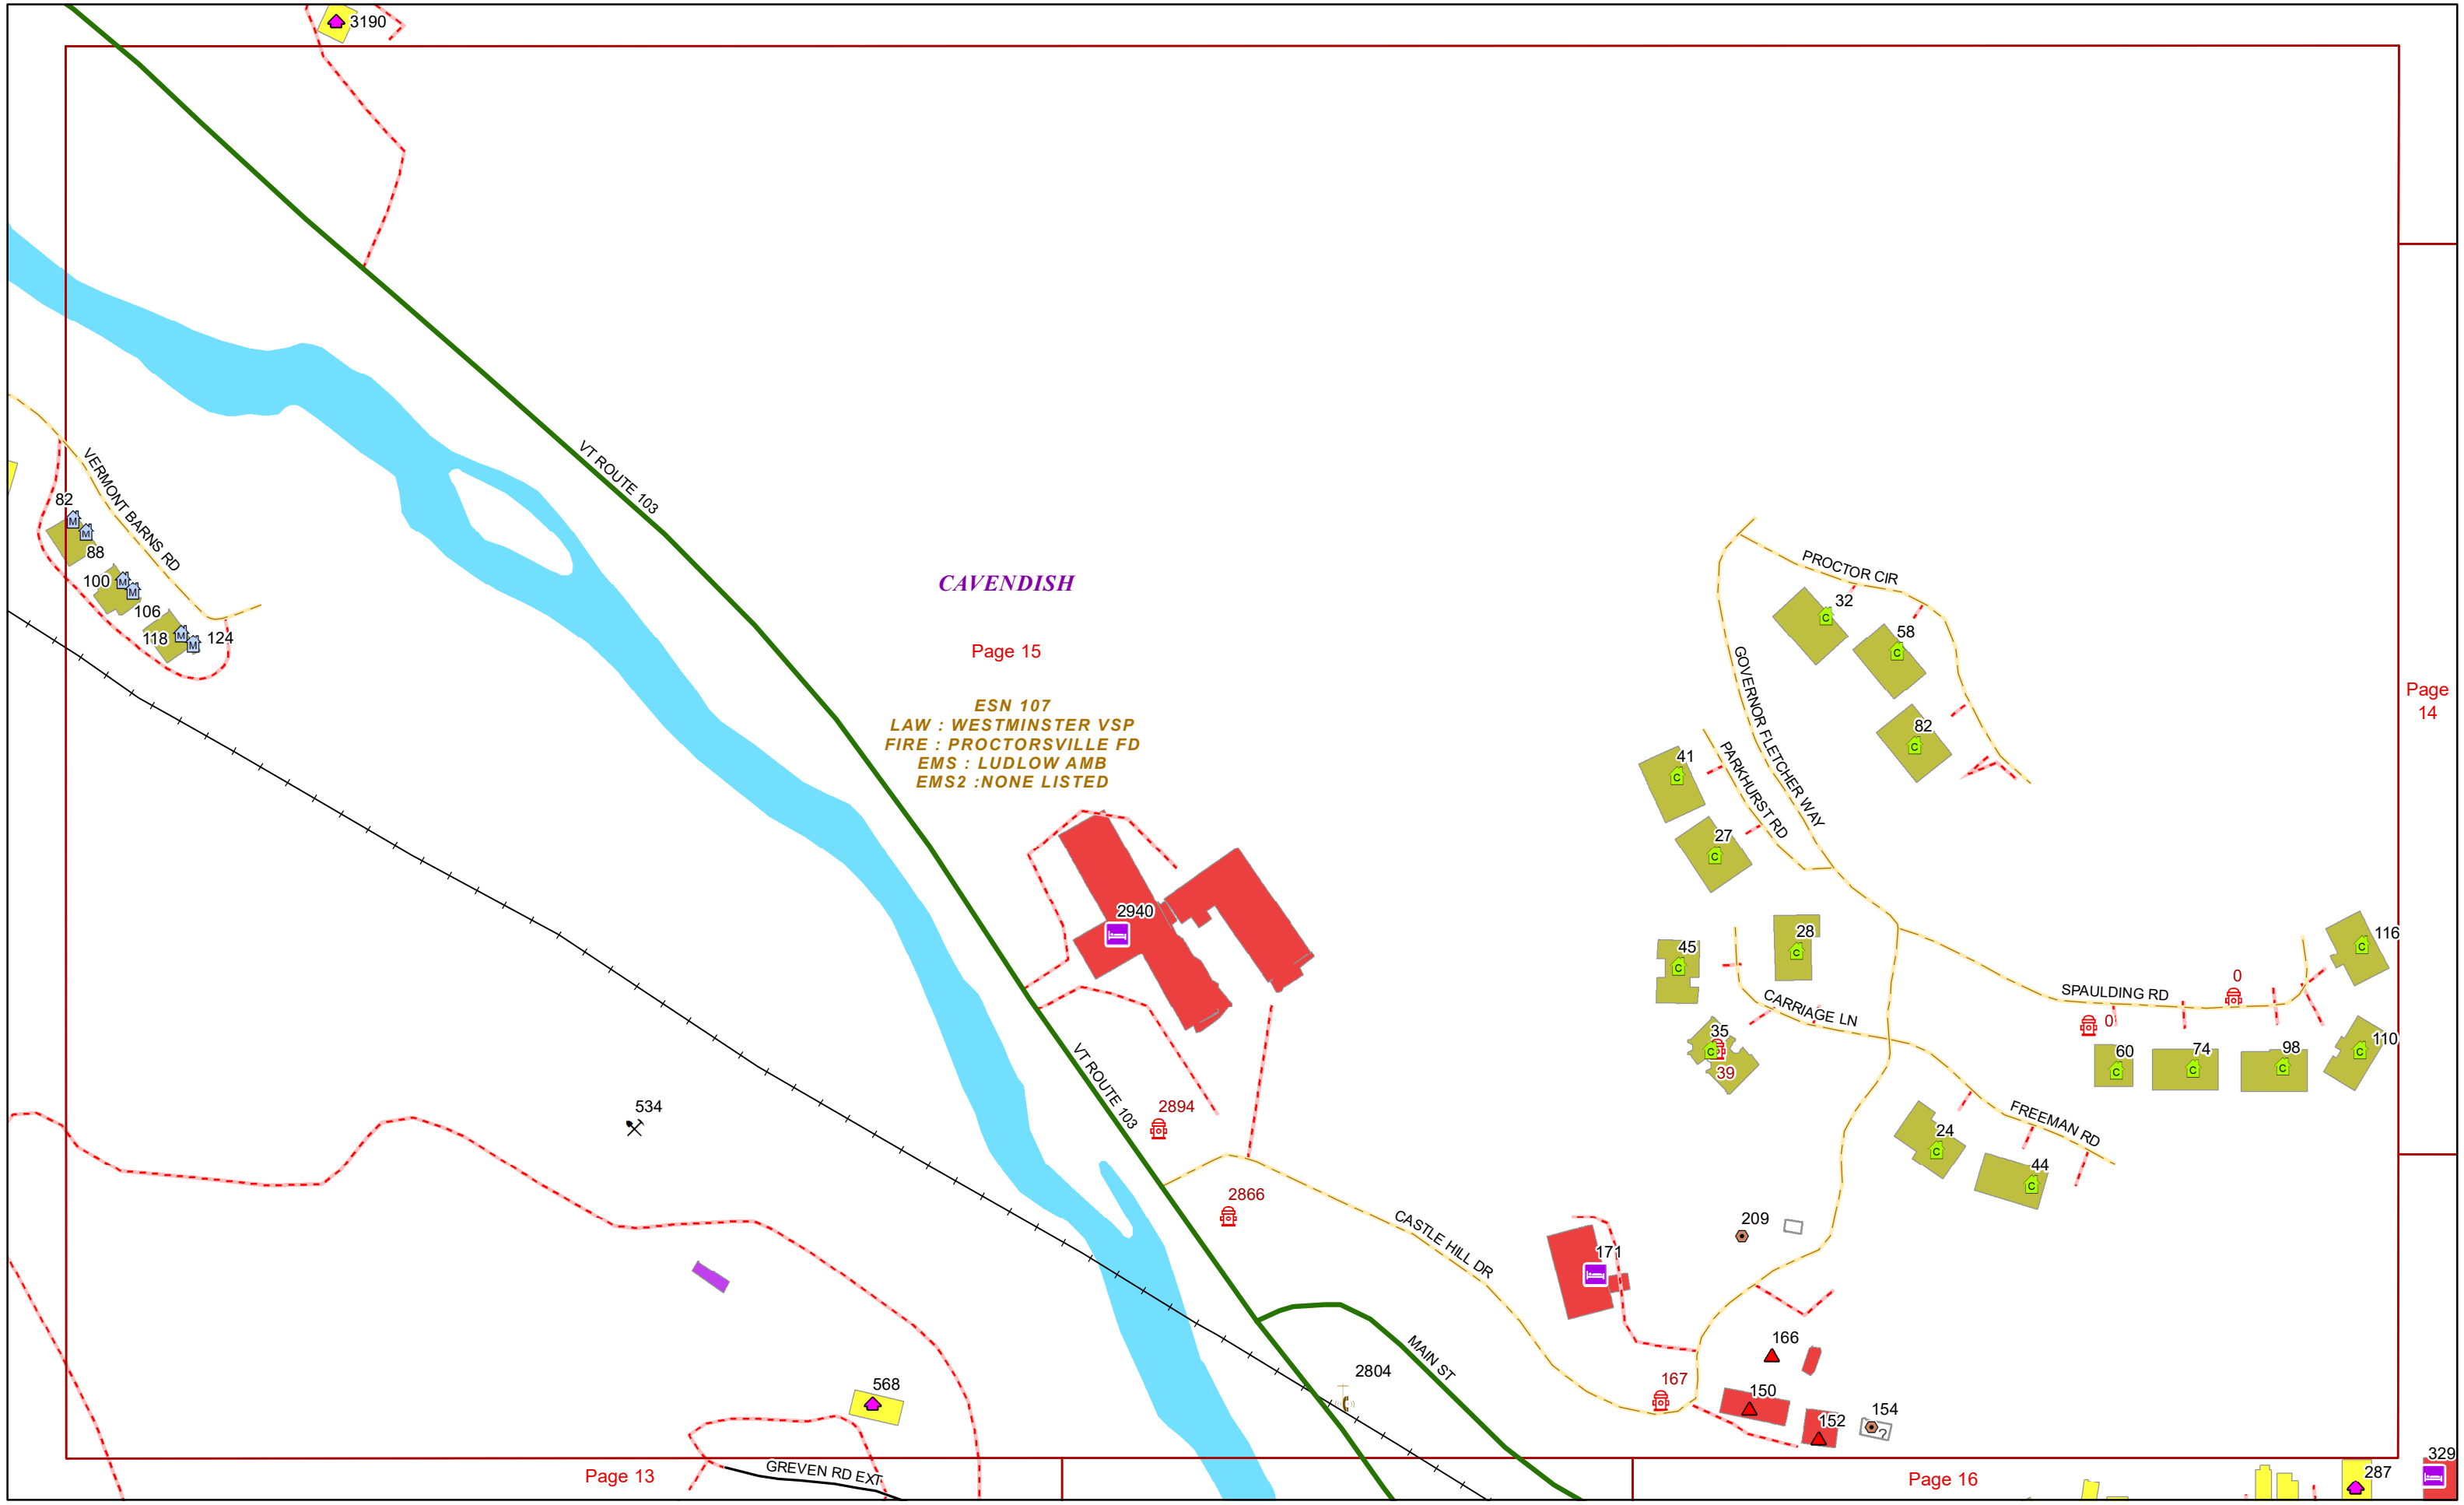 3190
VT ROUTE 103
VERMONT BARNS RD
82
M
M
88
100
M
M
106
118
M
M
124
CAVENDISH
Page 15
ESN 107
LAW : WESTMINSTER VSP
FIRE : PROCTORSVILLE FD
EMS : LUDLOW AMB
EMS2 :NONE LISTED
PROCTOR CIR
32
C
58
C
82
C
GOVERNOR FLETCHER WAY
PARKHURST RD
41
C
27
C
Page
14
2940
45
C
28
C
CARRIAGE LN
35
C
39
SPAULDING RD
0
0
116
C
110
C
60
C
74
C
98
C
FREEMAN RD
24
C
44
C
VT ROUTE 103
534
2894
2866
CASTLE HILL DR
171
209
MAIN ST
2804
166
167
150
152
154
?
568
Page 13
GREVEN RD EXT
Page 16
287
329